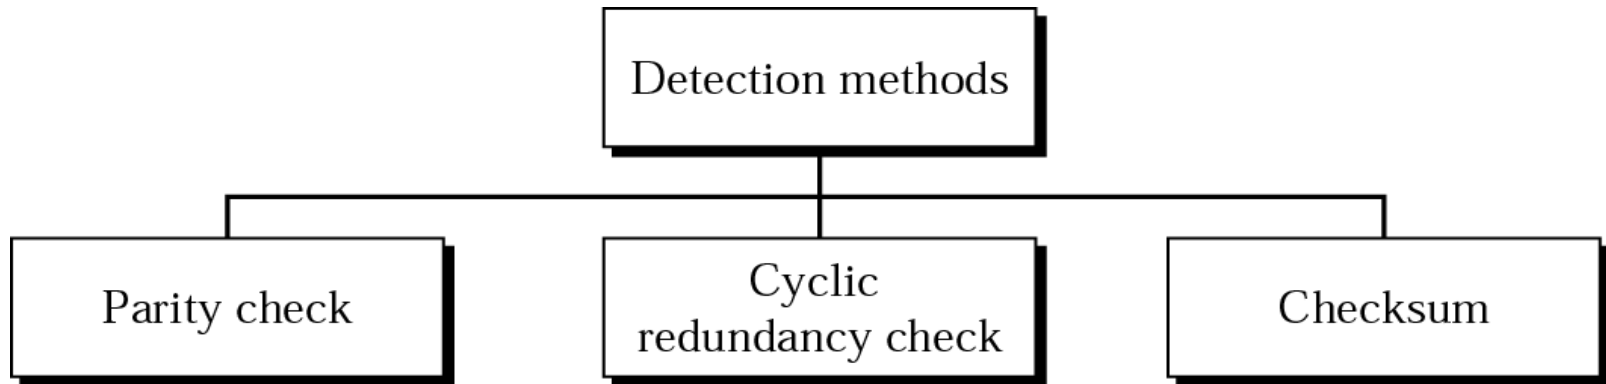 Detection methods
Parity check
Cyclic
redundancy check
Checksum